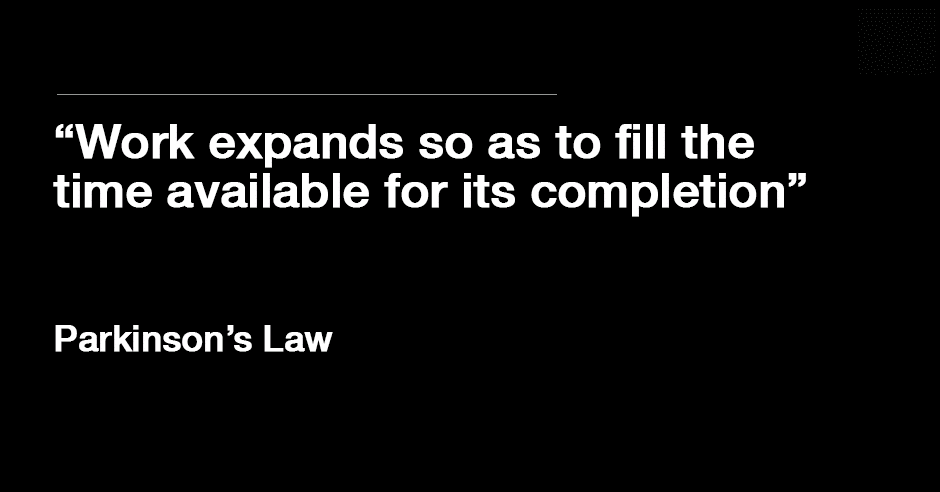 “Work expands so as to fill the
time available for its completion”
Parkinson’s Law